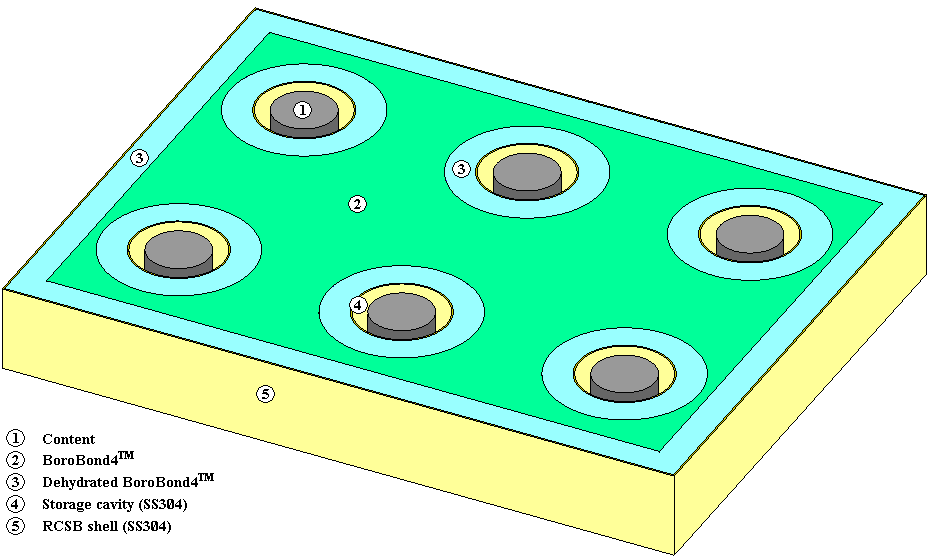 1
3
3
2
4
5
1 Content
2 BoroBond4TM
3 Dehydrated BoroBond4TM
4 Storage cavity (SS304)
5 RCSB shell (SS304)